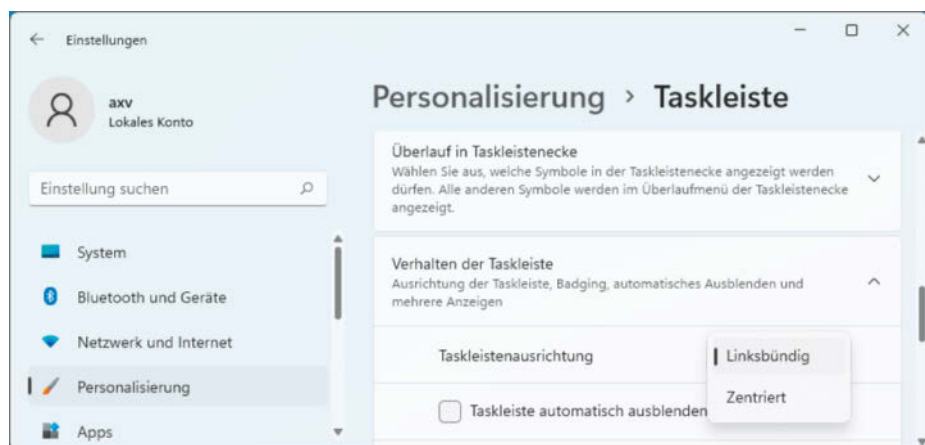 Einstellungen
axv
Lokales Konto
Einstellung suchen
System
Bluetooth und Geräte
Netzwerk und Internet
Personalisierung
Apps
Personalisierung > Taskleiste
Überlauf in Taskleistenecke
Wählen Sie aus, welche Symbole in der Taskleistenecke angezeigt werden
dürfen. Alle anderen Symbole werden im Überlaufmenü der Taskleistenecke
angezeigt.
Verhalten der Taskleiste
Ausrichtung der Taskleiste, Badging, automatisches Ausblenden und
mehrere Anzeigen
Taskleistenausrichtung
Linksbündig
Zentriert
Taskleiste automatisch ausblenden